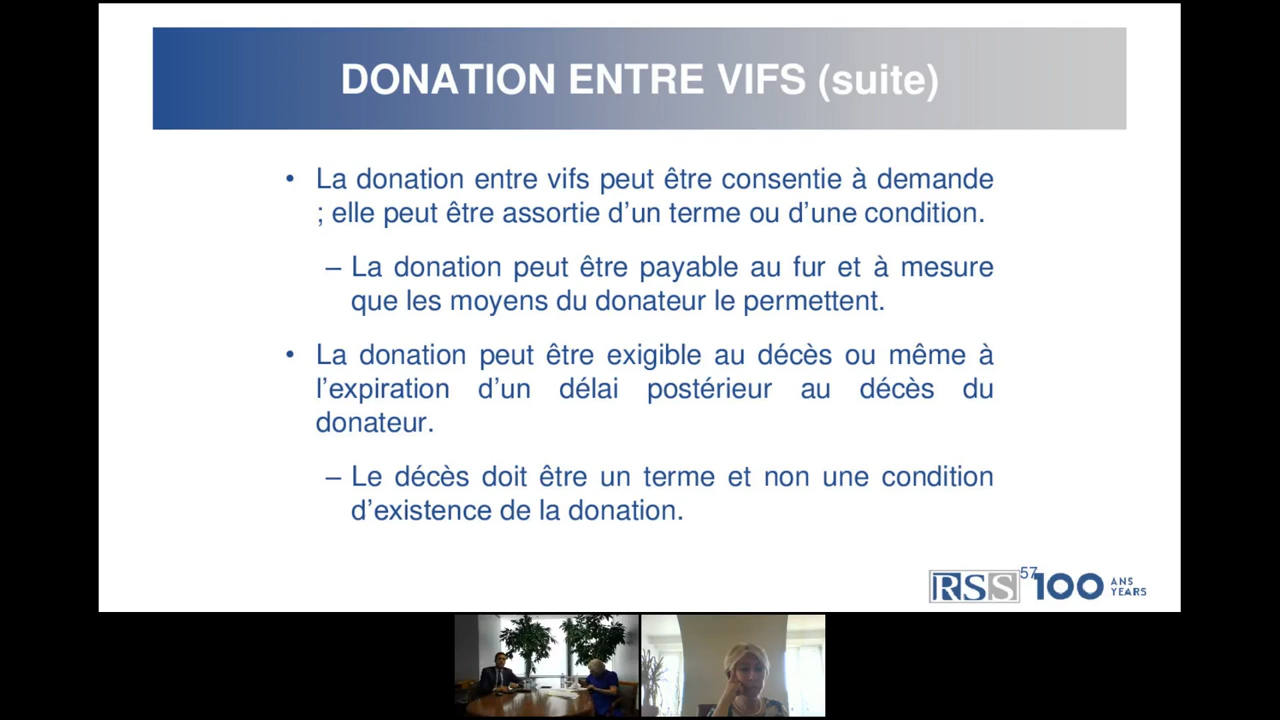 DONATION ENTRE VIFS (suite)
• La donation entre vifs peut être consentie à demande
; elle peut être assortie d’un terme ou d’une condition.
– La donation peut être payable au fur et à mesure
que les moyens du donateur le permettent.
• La donation peut être exigible au décès ou même à
l’expiration d’un délai postérieur au décès du
donateur.
– Le décès doit être un terme et non une condition
d’existence de la donation.
57
RSS 100 ANS
YEARS